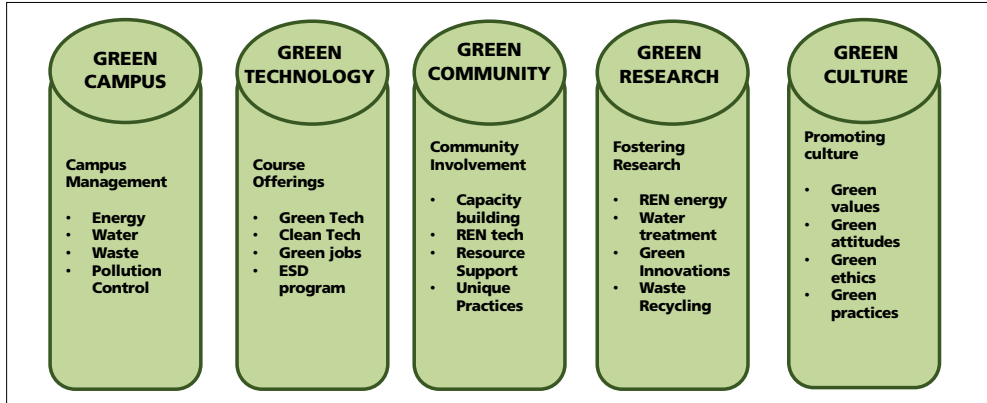 GREEN
CAMPUS
Campus
Management
• Energy
• Water
• Waste
• Pollution
Control
GREEN
TECHNOLOGY
Course
Offerings
• Green Tech
• Clean Tech
• Green jobs
• ESD
program
GREEN
COMMUNITY
Community
Involvement
• Capacity
building
• REN tech
• Resource
Support
• Unique
Practices
GREEN
RESEARCH
Fostering
Research
• REN energy
• Water
treatment
• Green
Innovations
• Waste
Recycling
GREEN
CULTURE
Promoting
culture
• Green
values
• Green
attitudes
• Green
ethics
• Green
practices